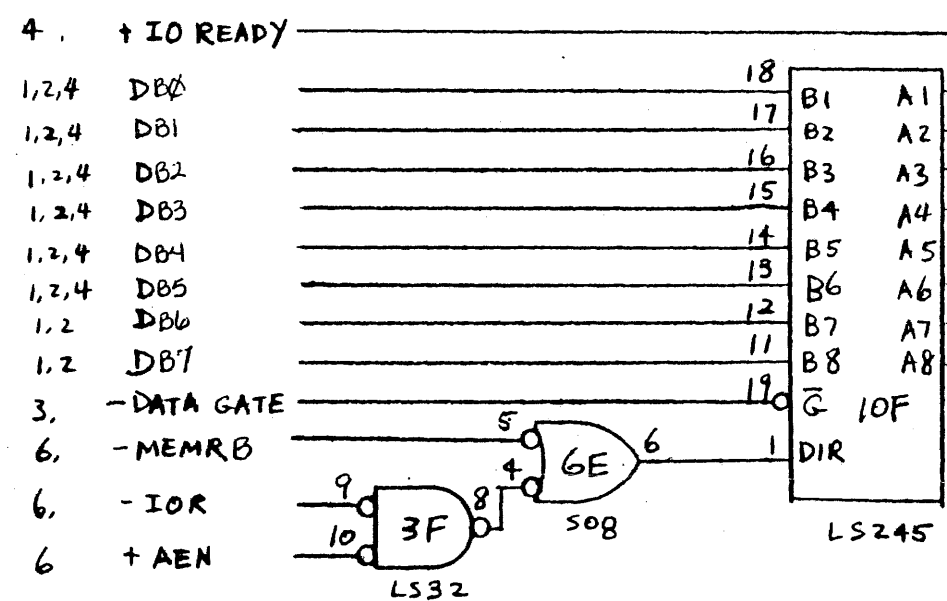 4. + IO READY
18
1,2,4 DBØ B1 A1
17
1,2,4 DB1 B2 A2
16
1,2,4 DB2 B3 A3
15
1,2,4 DB3 B4 A4
14
1,2,4 DB4 B5 A5
13
1,2,4 DB5 B6 A6
12
1,2 DB6 B7 A7
11
1,2 DB7 B8 A8
3, -DATA GATE 19 G̅ 10F
5
6, -MEMRB 6 1 DIR
4 6E
6, -IOR 9 8
S08
10 3F LS245
6 + AEN
LS32